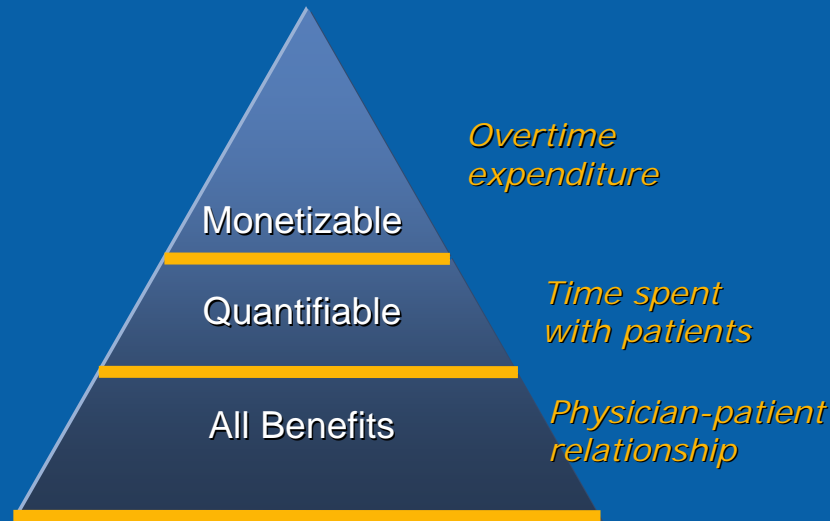 Overtime
expenditure
Monetizable
Time spent
with patients
Quantifiable
Physician-patient
relationship
All Benefits